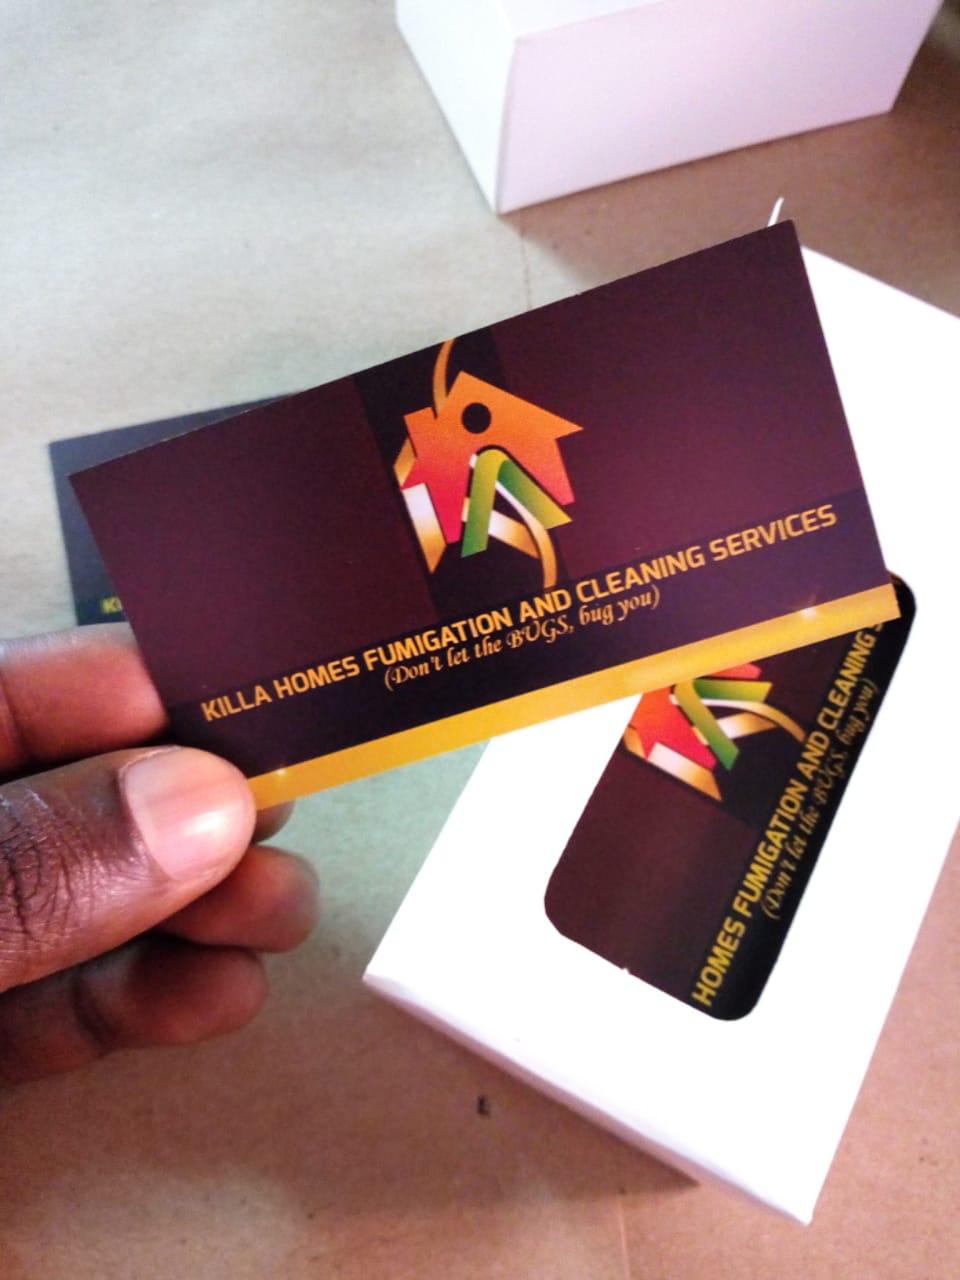 KILLA HOMES FUMIGATION AND CLEANING SERVICES
(Don't let the BUGS, bug you)
HOMES FUMIGATION AND CLEANING S
(Don't let the BUGS, bug you)